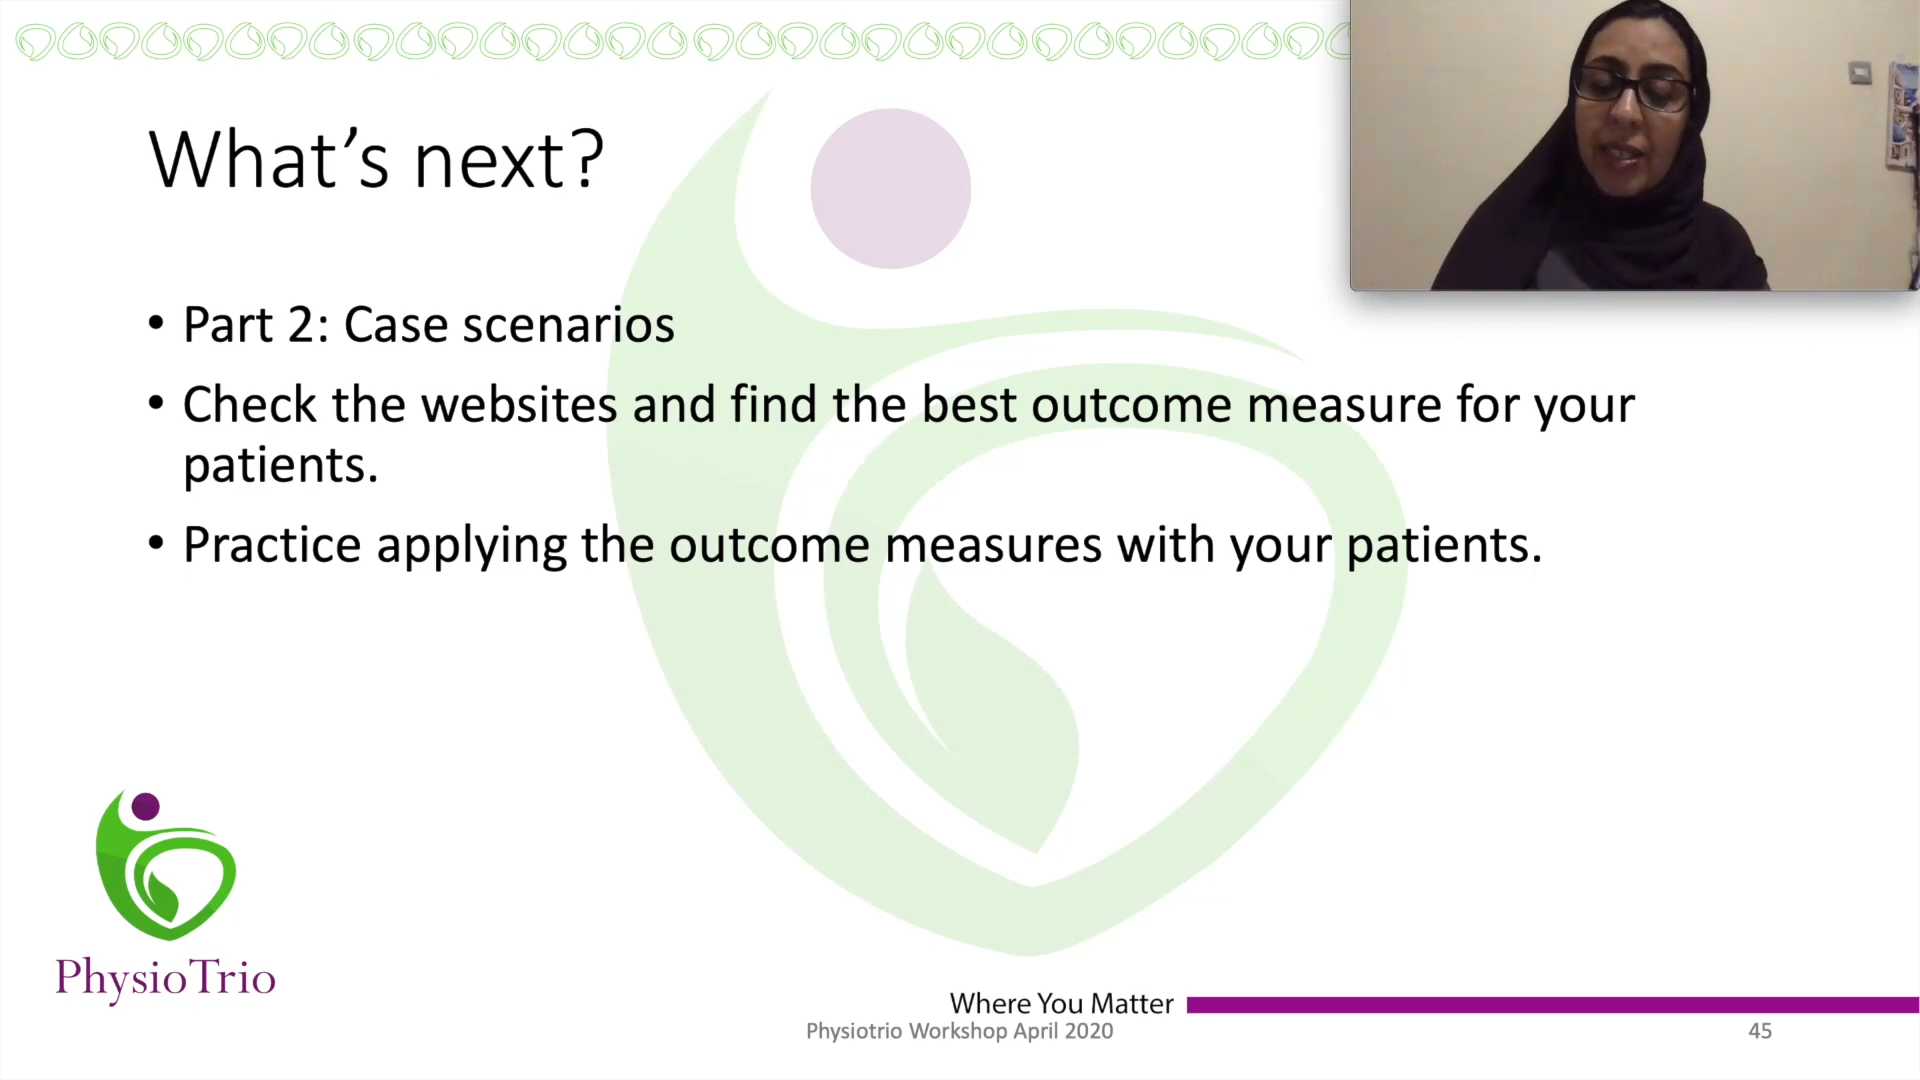 What’s next?
• Part 2: Case scenarios
• Check the websites and find the best outcome measure for your
patients.
• Practice applying the outcome measures with your patients.
PhysioTrio
Where You Matter
Physiotrio Workshop April 2020
45